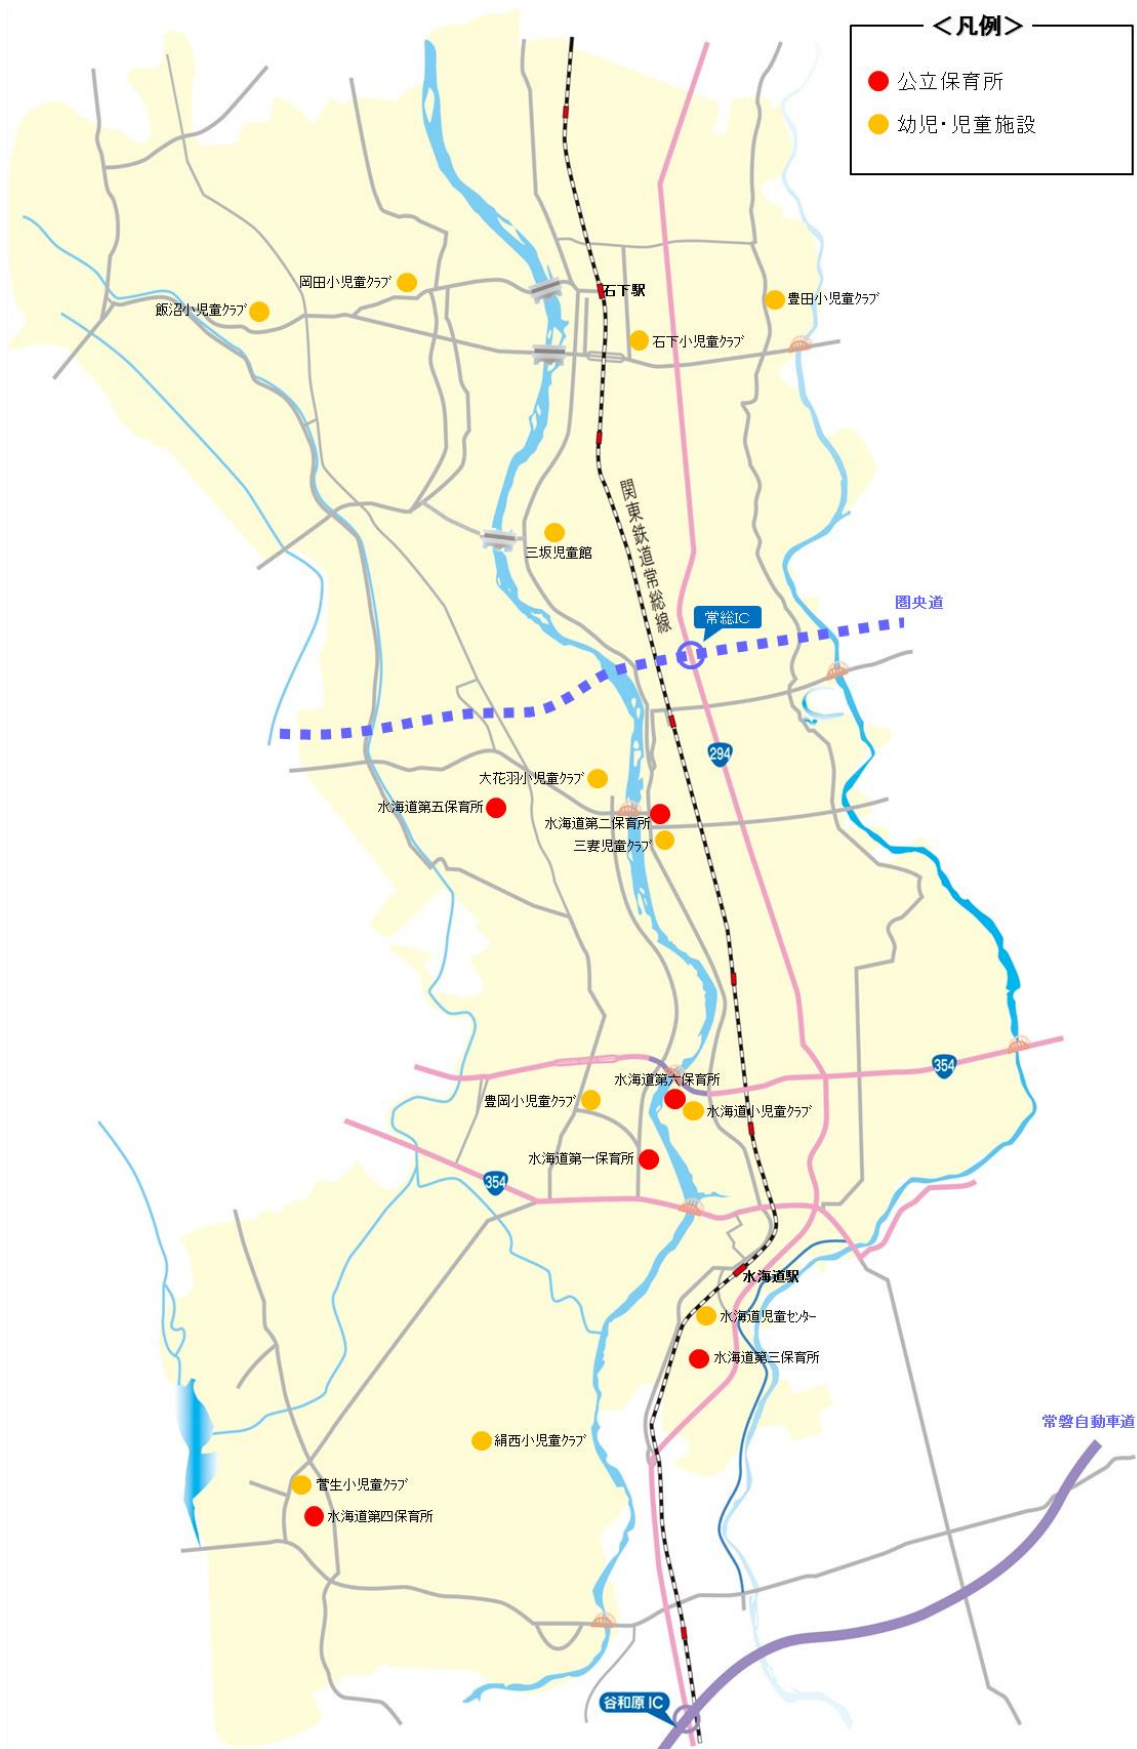 ＜凡例＞
公立保育所
幼児・児童施設
岡田小児童クラブ
石下駅
飯沼小児童クラブ
豊田小児童クラブ
石下小児童クラブ
関東鉄道常総線
三坂児童館
圏央道
常総IC
294
大花羽小児童クラブ
水海道第五保育所
水海道第二保育所
三妻児童クラブ
354
水海道第六保育所
豊岡小児童クラブ
水海道小児童クラブ
水海道第一保育所
354
水海道駅
水海道児童センター
水海道第三保育所
常磐自動車道
絹西小児童クラブ
菅生小児童クラブ
水海道第四保育所
谷和原IC